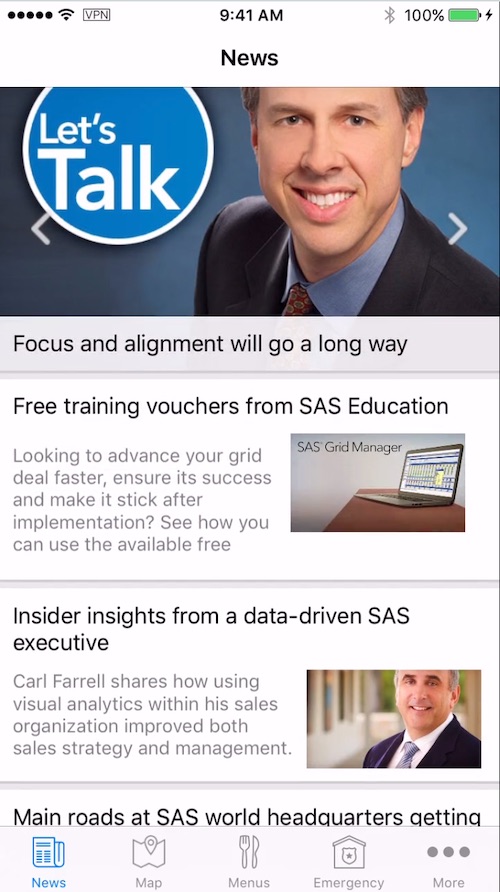 VPN 9:41 AM 100%
News
Let's
Talk
Focus and alignment will go a long way
Free training vouchers from SAS Education
Looking to advance your grid
deal faster, ensure its success
and make it stick after
implementation? See how you
can use the available free
SAS® Grid Manager
Insider insights from a data-driven SAS
executive
Carl Farrell shares how using
visual analytics within his sales
organization improved both
sales strategy and management.
Main roads at SAS world headquarters getting
News Map Menus Emergency More